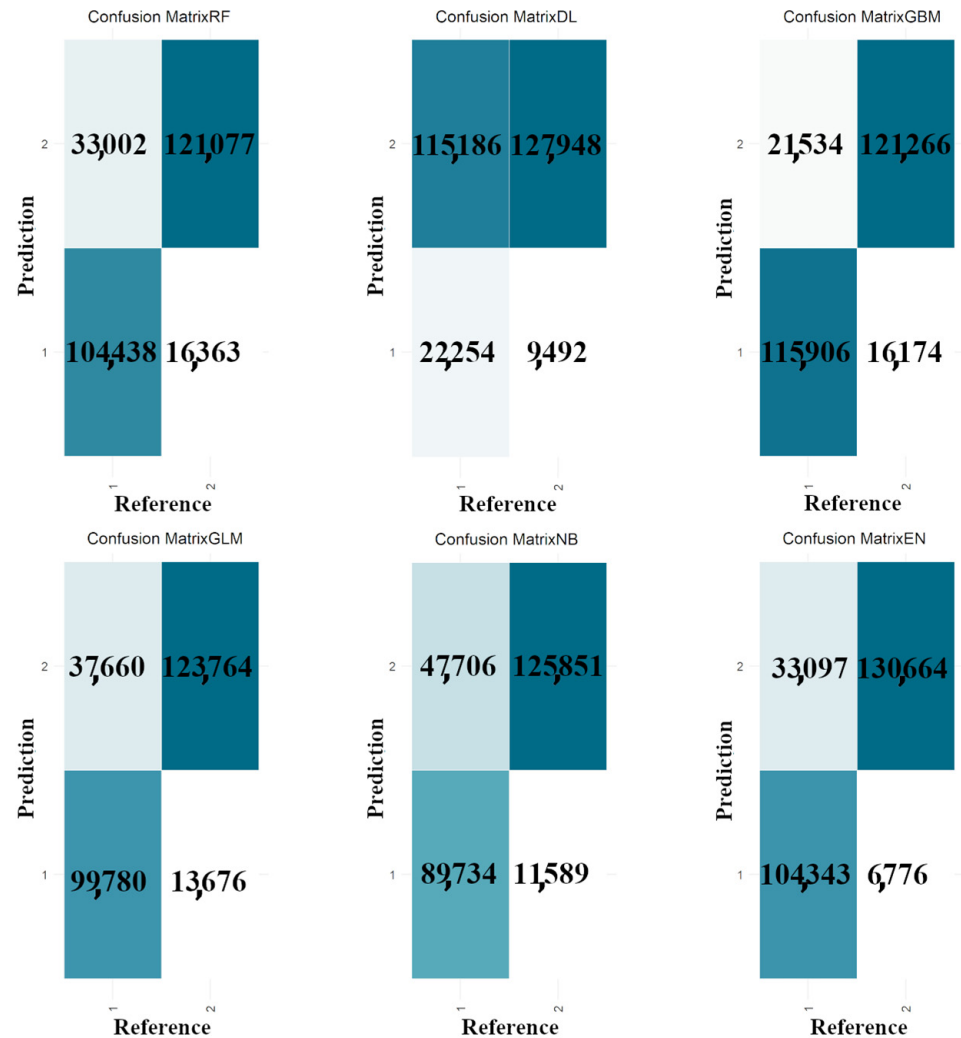 Confusion MatrixRF
2
33,002 121,077
Prediction
1
104,438 16,363
1 2
Reference
Confusion MatrixDL
2
115,186 127,948
Prediction
1
22,254 9,492
1 2
Reference
Confusion MatrixGBM
2
21,534 121,266
Prediction
1
115,906 16,174
1 2
Reference
Confusion MatrixGLM
2
37,660 123,764
Prediction
1
99,780 13,676
1 2
Reference
Confusion MatrixNB
2
47,706 125,851
Prediction
1
89,734 11,589
1 2
Reference
Confusion MatrixEN
2
33,097 130,664
Prediction
1
104,343 6,776
1 2
Reference